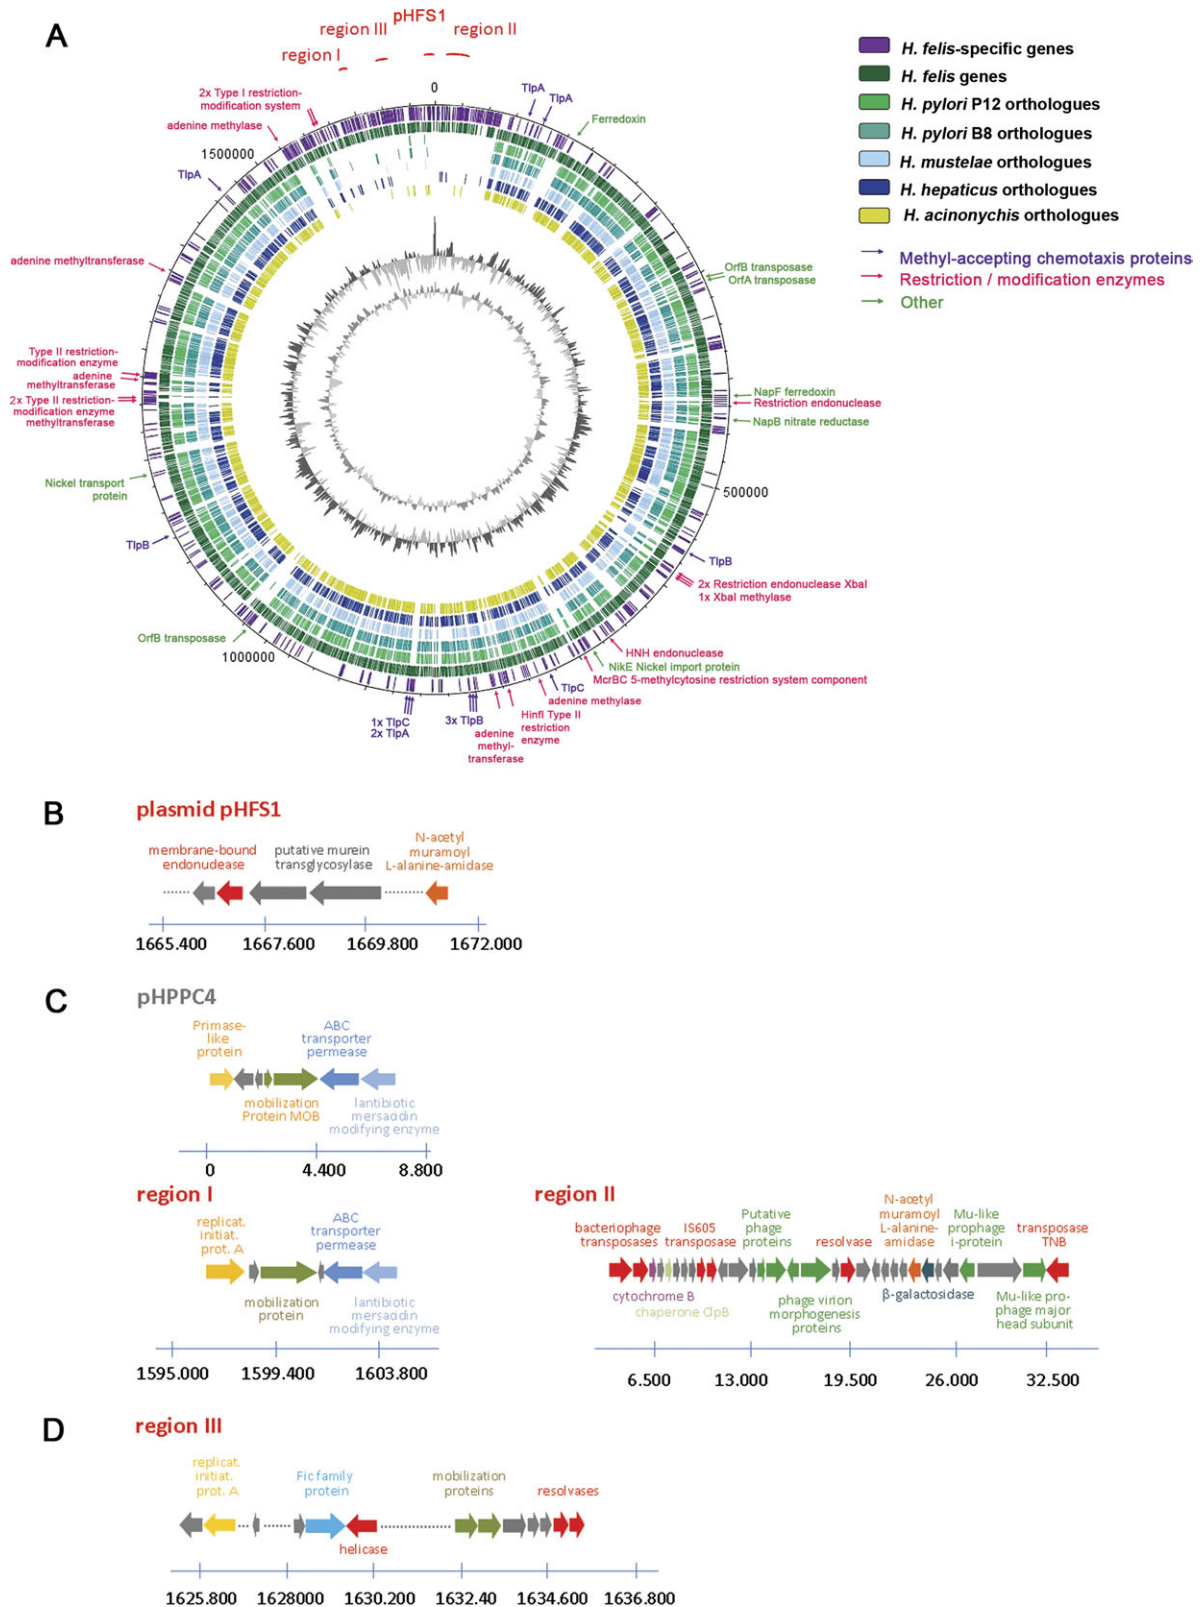 A
pHFS1
region III
region II
region I
0
2x Type I restriction-
modification system
adenine methylase
1500000
TlpA
TlpA
TlpA
Ferredoxin
adenine methyltransferase
OrfB transposase
OrfA transposase
Type II restriction-
modification enzyme
adenine
methyltransferase
2x Type II restriction-
modification enzyme
methyltransferase
NapF ferredoxin
Restriction endonuclease
NapB nitrate reductase
Nickel transport
protein
500000
TlpB
TlpB
2x Restriction endonuclease XbaI
1x XbaI methylase
OrfB transposase
1000000
HNH endonuclease
NikE Nickel import protein
McrBC 5-methylcytosine restriction system component
TlpC
adenine methylase
HinfI Type II
restriction
enzyme
adenine
methyl-
transferase
3x TlpB
1x TlpC
2x TlpA
H. felis-specific genes
H. felis genes
H. pylori P12 orthologues
H. pylori B8 orthologues
H. mustelae orthologues
H. hepaticus orthologues
H. acinonychis orthologues
Methyl-accepting chemotaxis proteins
Restriction / modification enzymes
Other
B
plasmid pHFS1
membrane-bound
endonudease
putative murein
transglycosylase
N-acetyl
muramoyl
L-alanine-amidase
1665.400
1667.600
1669.800
1672.000
C
pHPPC4
Primase-
like
protein
ABC
transporter
permease
mobilization
Protein MOB
lantibiotic
mersacidin
modifying enzyme
0
4.400
8.800
region I
replicat.
initiat.
prot. A
ABC
transporter
permease
mobilization
protein
lantibiotic
mersacidin
modifying enzyme
1595.000
1599.400
1603.800
region II
bacteriophage
transposases
IS605
transposase
Putative
phage
proteins
resolvase
N-acetyl
muramoyl
L-alanine-
amidase
Mu-like
prophage
i-protein
transposase
TNB
cytochrome B
chaperone ClpB
phage virion
morphogenesis
proteins
β-galactosidase
Mu-like pro-
phage major
head subunit
6.500
13.000
19.500
26.000
32.500
D
region III
replicat.
initiat.
prot. A
Fic family
protein
helicase
mobilization
proteins
resolvases
1625.800
1628000
1630.200
1632.40
1634.600
1636.800